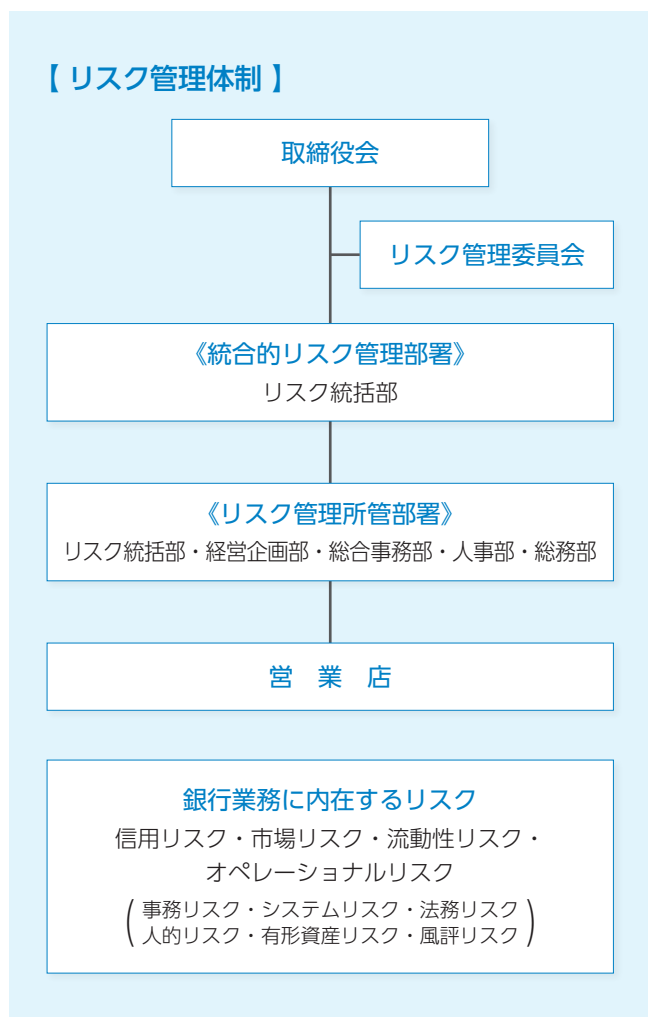 【 リスク管理体制 】
取締役会
リスク管理委員会
《統合的リスク管理部署》
リスク統括部
《リスク管理所管部署》
リスク統括部・経営企画部・総合事務部・人事部・総務部
営　業　店
銀行業務に内在するリスク
信用リスク・市場リスク・流動性リスク・
オペレーショナルリスク
(事務リスク・システムリスク・法務リスク
人的リスク・有形資産リスク・風評リスク)